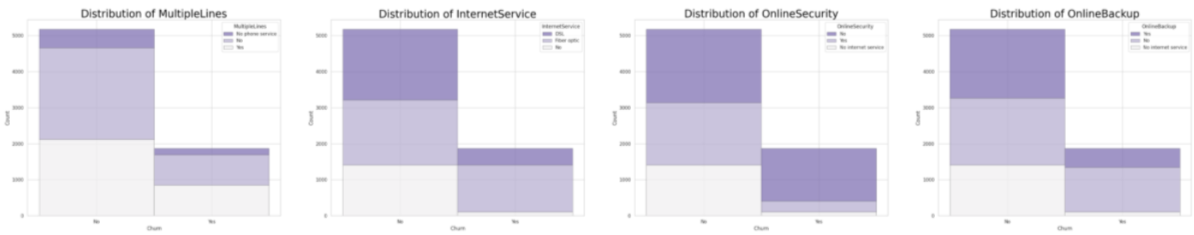 Distribution of MultipleLines
MultipleLines
No phone service
No
Yes
5000
4000
3000
2000
1000
0
Count
No
Yes
Churn
Distribution of InternetService
InternetService
DSL
Fiber optic
No
5000
4000
3000
2000
1000
0
Count
No
Yes
Churn
Distribution of OnlineSecurity
OnlineSecurity
No
Yes
No internet service
5000
4000
3000
2000
1000
0
Count
No
Yes
Churn
Distribution of OnlineBackup
OnlineBackup
Yes
No
No internet service
5000
4000
3000
2000
1000
0
Count
No
Yes
Churn